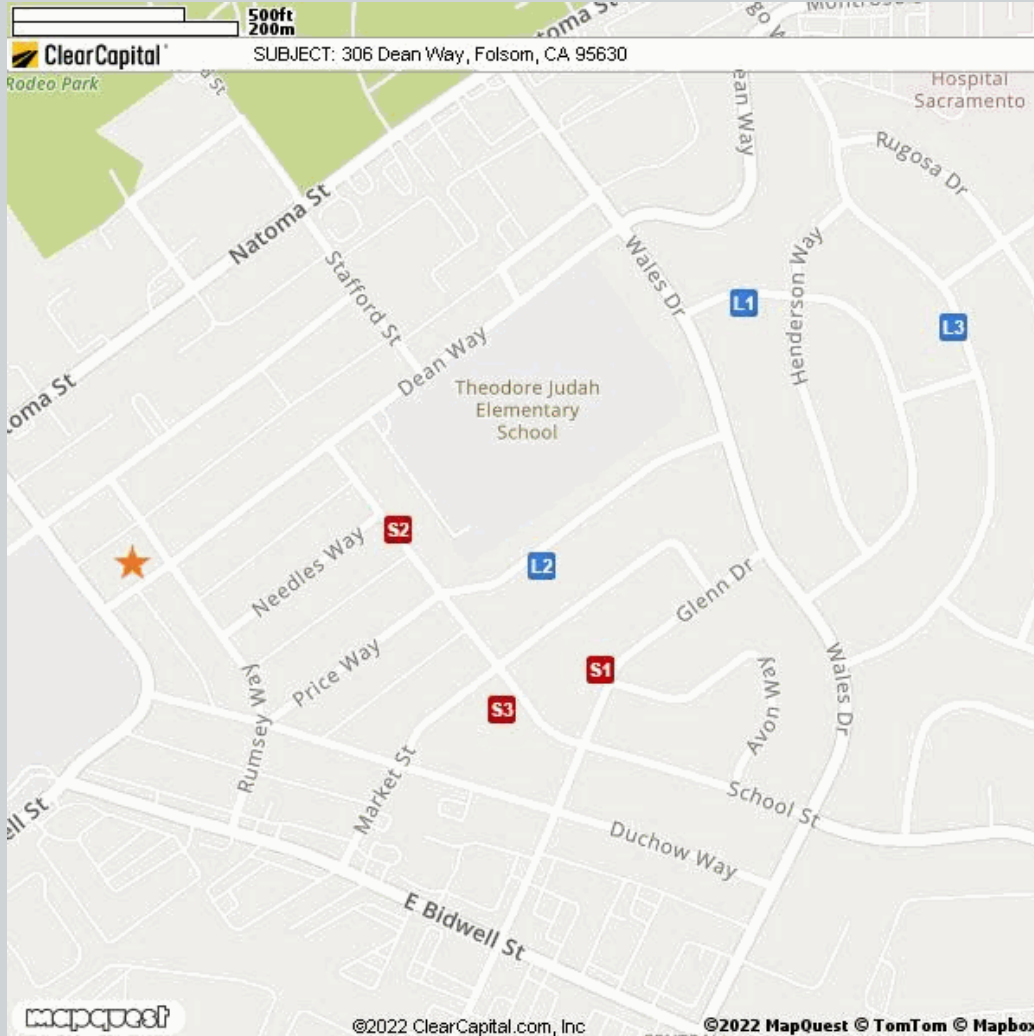 500ft
200m
ClearCapital
SUBJECT: 306 Dean Way, Folsom, CA 95630
Rodeo Park
Hospital
Sacramento
Rugosa Dr
Natoma St
Stafford St
Wales Dr
Henderson Way
L1
L3
Dean Way
Theodore Judah
Elementary
School
S2
Needles Way
L2
Glenn Dr
Price Way
S1
S3
Rumsey Way
Avon Way
Wales Dr
Market St
School St
Duchow Way
E Bidwell St
mapquest
©2022 ClearCapital.com, Inc
©2022 MapQuest © TomTom © Mapbox